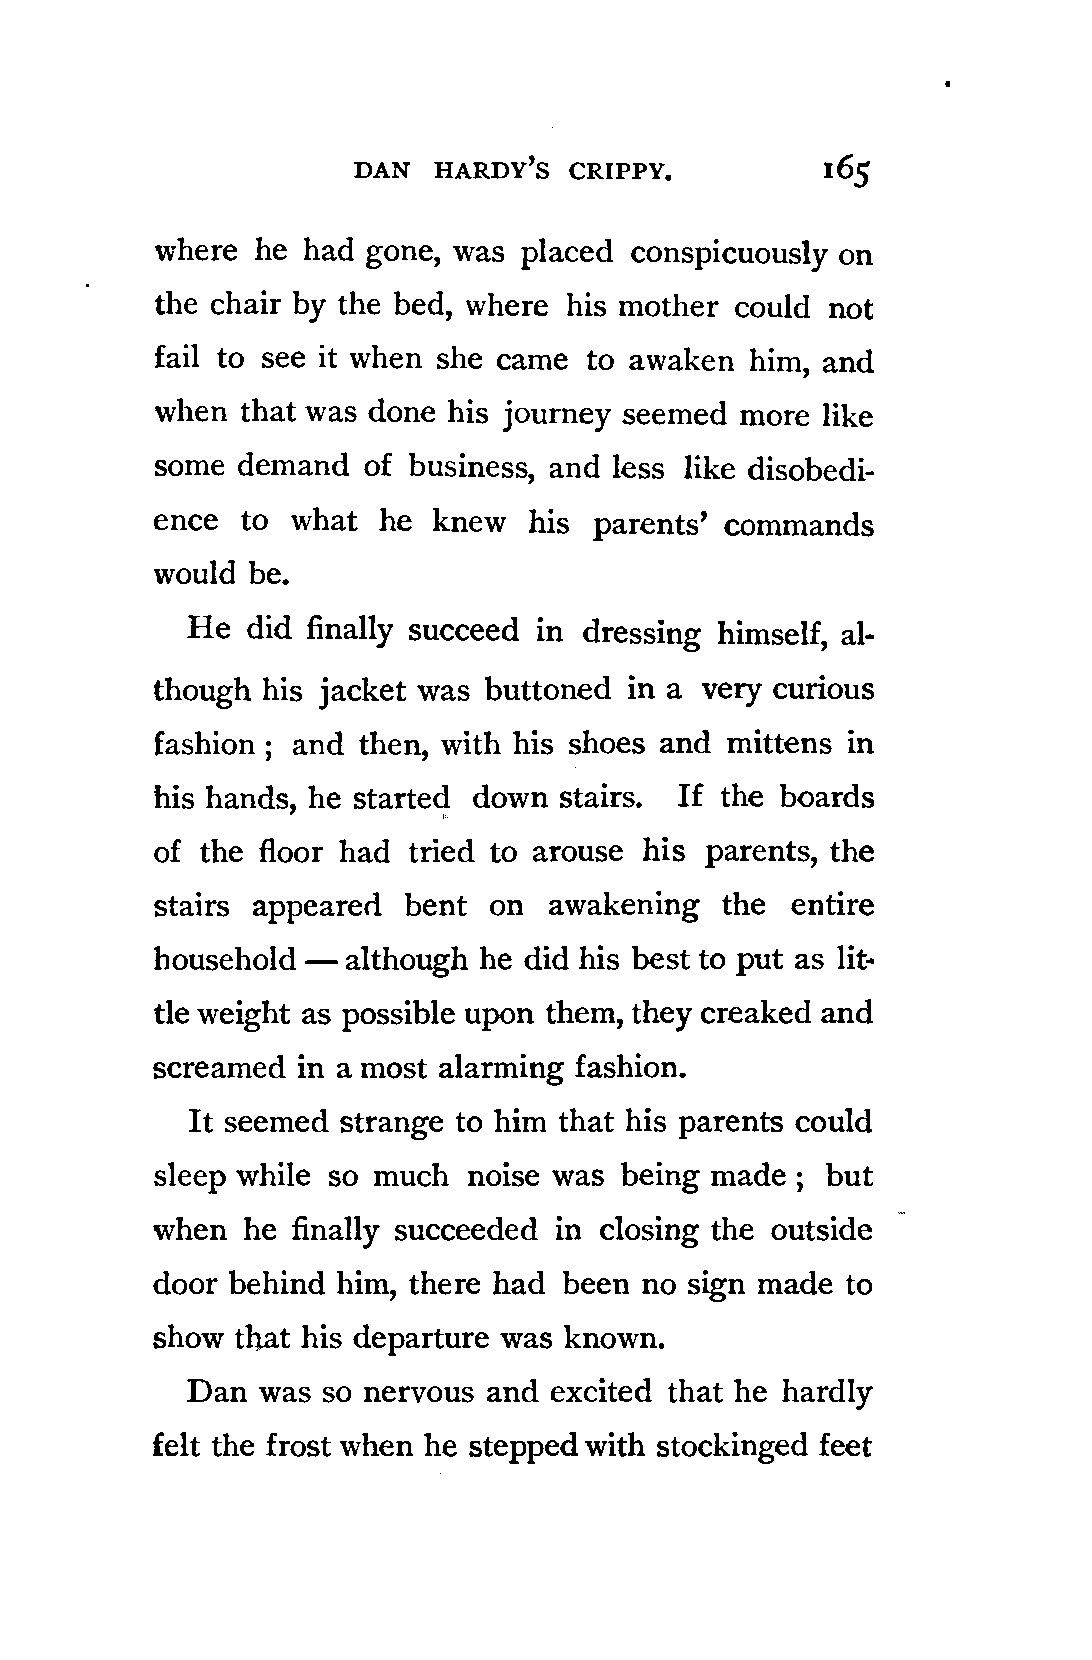 DAN HARDY'S CRIPPY. 165
where he had gone, was placed conspicuously on
the chair by the bed, where his mother could not
fail to see it when she came to awaken him, and
when that was done his journey seemed more like
some demand of business, and less like disobedi-
ence to what he knew his parents' commands
would be.
He did finally succeed in dressing himself, al-
though his jacket was buttoned in a very curious
fashion ; and then, with his shoes and mittens in
his hands, he started down stairs. If the boards
of the floor had tried to arouse his parents, the
stairs appeared bent on awakening the entire
household — although he did his best to put as lit-
tle weight as possible upon them, they creaked and
screamed in a most alarming fashion.
It seemed strange to him that his parents could
sleep while so much noise was being made ; but
when he finally succeeded in closing the outside
door behind him, there had been no sign made to
show that his departure was known.
Dan was so nervous and excited that he hardly
felt the frost when he stepped with stockinged feet